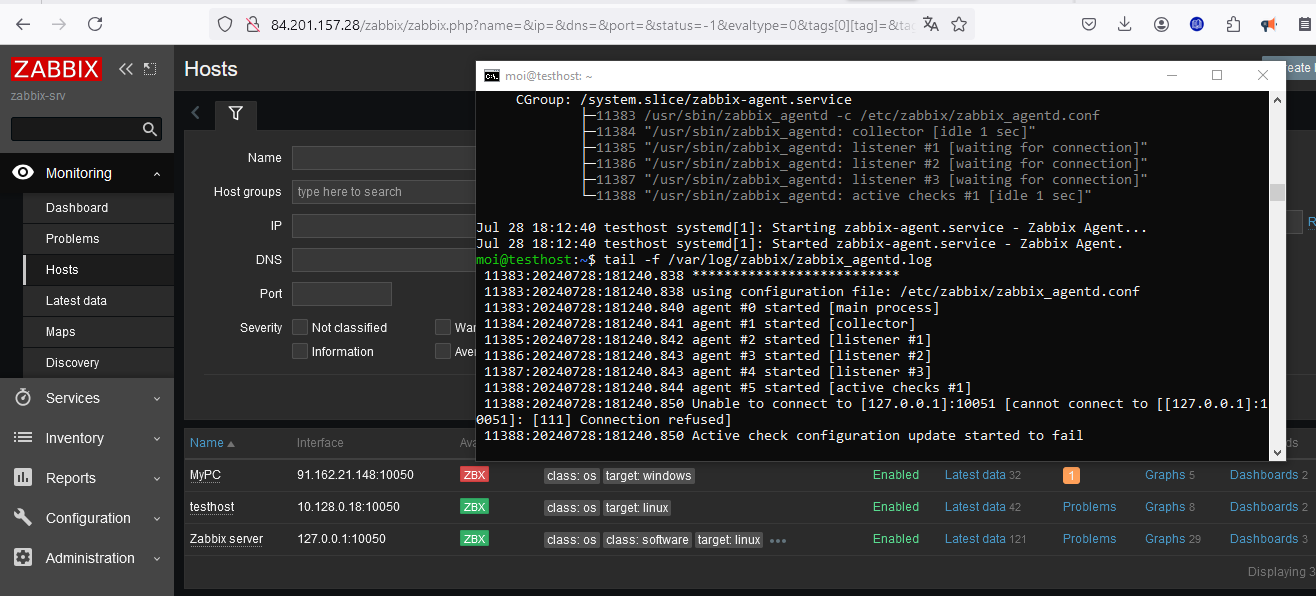 84.201.157.28/zabbix/zabbix.php?name=&ip=&dns=&port=&status=-1&evaltype=0&tags[0][tag]=&tag
ZABBIX
zabbix-srv
Monitoring
Dashboard
Problems
Hosts
Latest data
Maps
Discovery
Services
Inventory
Reports
Configuration
Administration
Hosts
eate
Name
Host groups
type here to search
IP
DNS
Port
Severity
Not classified
War
Information
Aver
R
moi@testhost: ~
CGroup: /system.slice/zabbix-agent.service
├─11383 /usr/sbin/zabbix_agentd -c /etc/zabbix/zabbix_agentd.conf
├─11384 "/usr/sbin/zabbix_agentd: collector [idle 1 sec]"
├─11385 "/usr/sbin/zabbix_agentd: listener #1 [waiting for connection]"
├─11386 "/usr/sbin/zabbix_agentd: listener #2 [waiting for connection]"
├─11387 "/usr/sbin/zabbix_agentd: listener #3 [waiting for connection]"
└─11388 "/usr/sbin/zabbix_agentd: active checks #1 [idle 1 sec]"
Jul 28 18:12:40 testhost systemd[1]: Starting zabbix-agent.service - Zabbix Agent...
Jul 28 18:12:40 testhost systemd[1]: Started zabbix-agent.service - Zabbix Agent.
moi@testhost:~$ tail -f /var/log/zabbix/zabbix_agentd.log
11383:20240728:181240.838 **************************
11383:20240728:181240.838 using configuration file: /etc/zabbix/zabbix_agentd.conf
11383:20240728:181240.840 agent #0 started [main process]
11384:20240728:181240.841 agent #1 started [collector]
11385:20240728:181240.842 agent #2 started [listener #1]
11386:20240728:181240.843 agent #3 started [listener #2]
11387:20240728:181240.843 agent #4 started [listener #3]
11388:20240728:181240.844 agent #5 started [active checks #1]
11388:20240728:181240.850 Unable to connect to [127.0.0.1]:10051 [cannot connect to [[127.0.0.1]:1
0051]: [111] Connection refused]
11388:20240728:181240.850 Active check configuration update started to fail
Name Interface Ava ds
MyPC 91.162.21.148:10050 ZBX class: os target: windows Enabled Latest data 32 1 Graphs 5 Dashboards 2
testhost 10.128.0.18:10050 ZBX class: os target: linux Enabled Latest data 42 Problems Graphs 8 Dashboards 2
Zabbix server 127.0.0.1:10050 ZBX class: os class: software target: linux ••• Enabled Latest data 121 Problems Graphs 29 Dashboards 3
Displaying 3